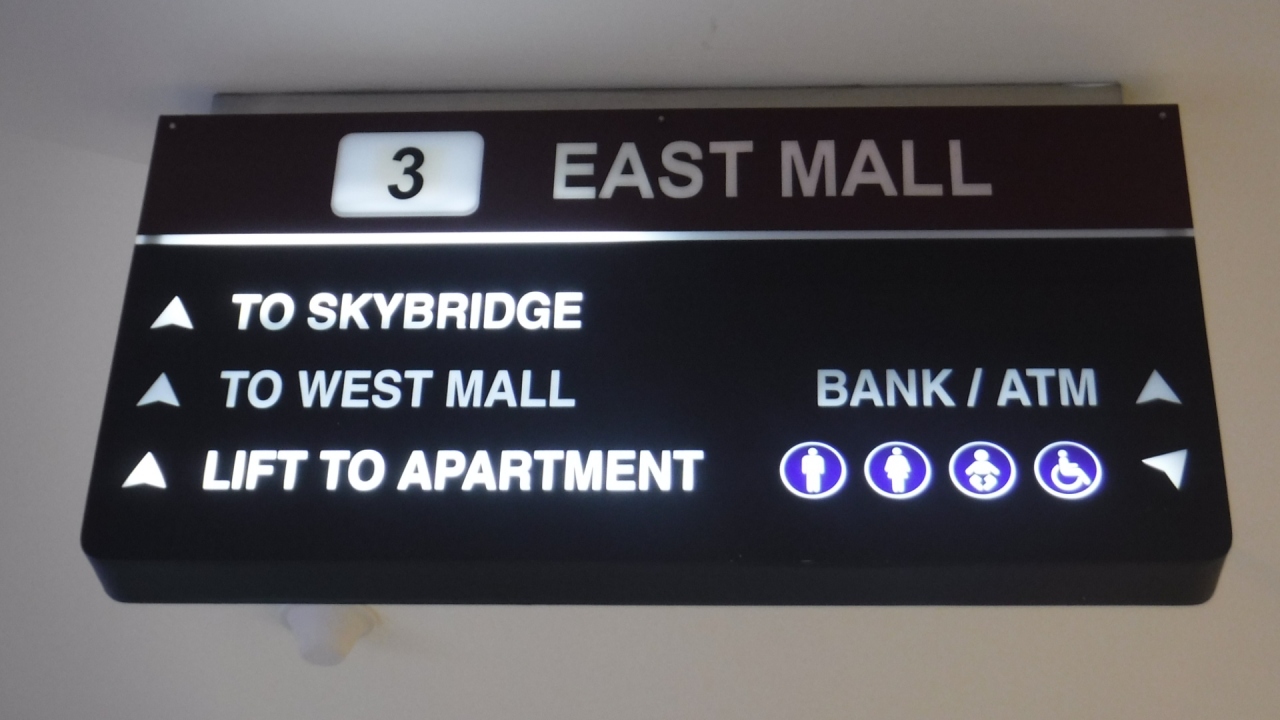 3 EAST MALL
TO SKYBRIDGE
TO WEST MALL
BANK / ATM
LIFT TO APARTMENT